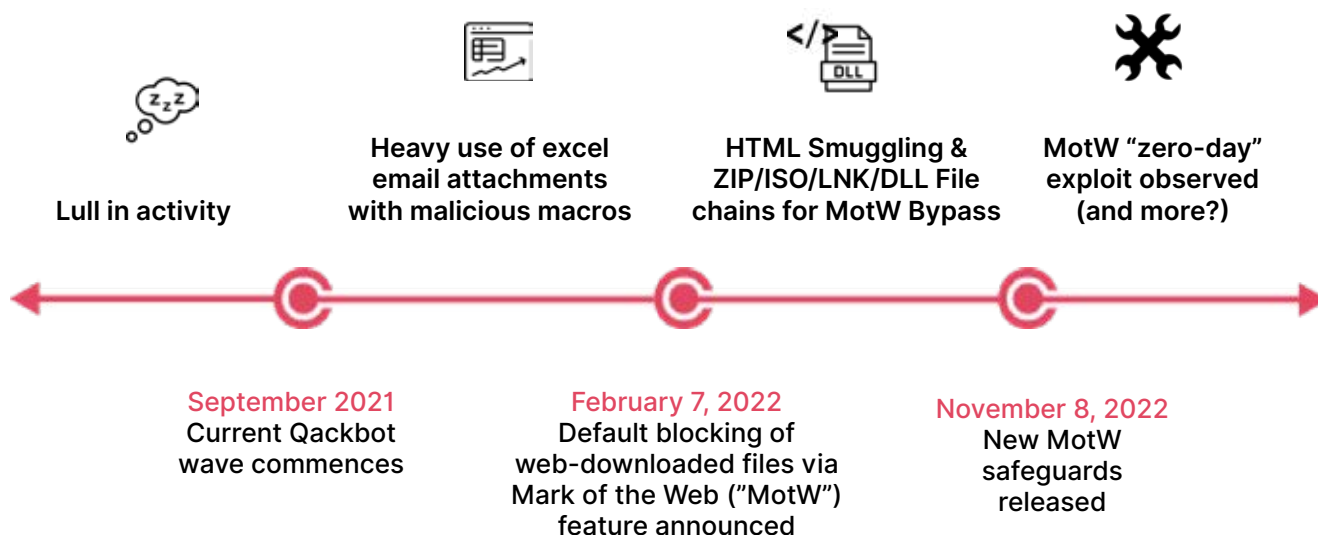 z z z
</>
DLL
Lull in activity
Heavy use of excel
email attachments
with malicious macros
HTML Smuggling &
ZIP/ISO/LNK/DLL File
chains for MotW Bypass
MotW “zero-day”
exploit observed
(and more?)
September 2021
Current Qackbot
wave commences
February 7, 2022
Default blocking of
web-downloaded files via
Mark of the Web (”MotW”)
feature announced
November 8, 2022
New MotW
safeguards
released